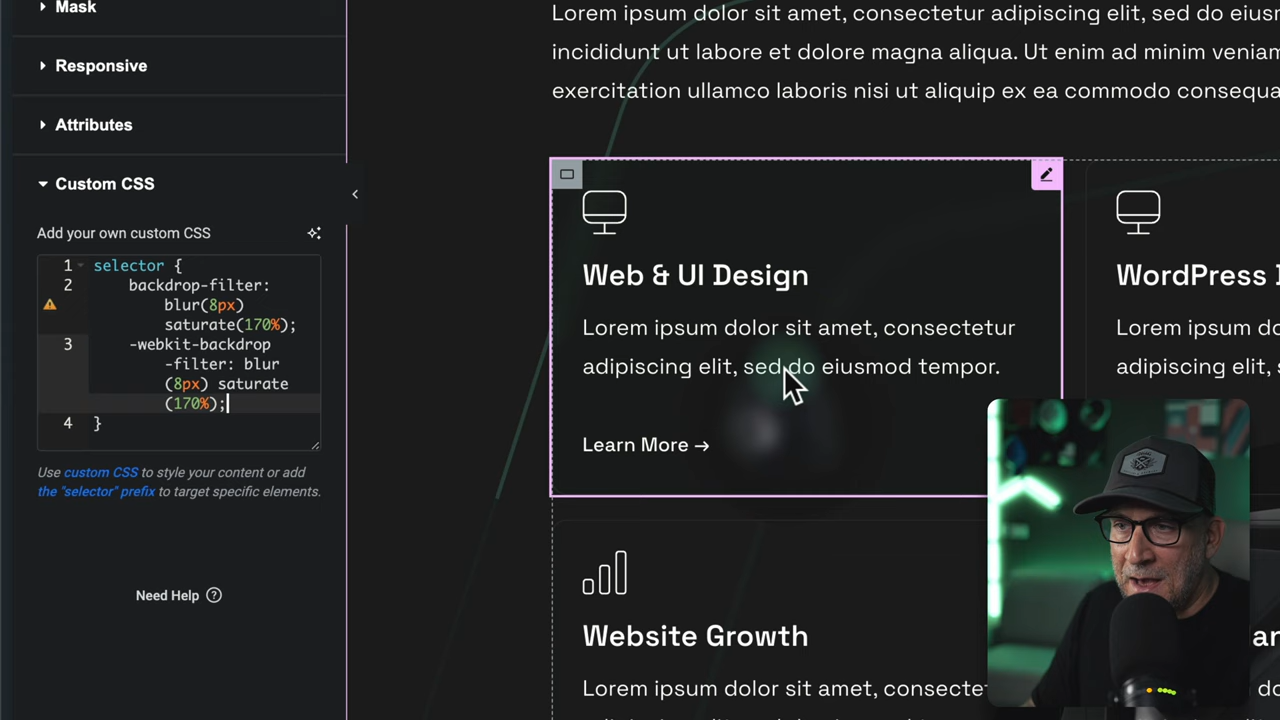 Mask
Responsive
Attributes
Custom CSS
Add your own custom CSS
1 selector {
2 backdrop-filter:
blur(8px)
saturate(170%);
3 -webkit-backdrop
-filter: blur
(8px) saturate
(170%);
4 }
Use custom CSS to style your content or add
the "selector" prefix to target specific elements.
Need Help ?
Lorem ipsum dolor sit amet, consectetur adipiscing elit, sed do eiusm
incididunt ut labore et dolore magna aliqua. Ut enim ad minim veniam
exercitation ullamco laboris nisi ut aliquip ex ea commodo consequa
Web & UI Design
Lorem ipsum dolor sit amet, consectetur
adipiscing elit, sed do eiusmod tempor.
Learn More →
WordPress
Lorem ipsum do
adipiscing elit, s
Website Growth
Lorem ipsum dolor sit amet, consectet